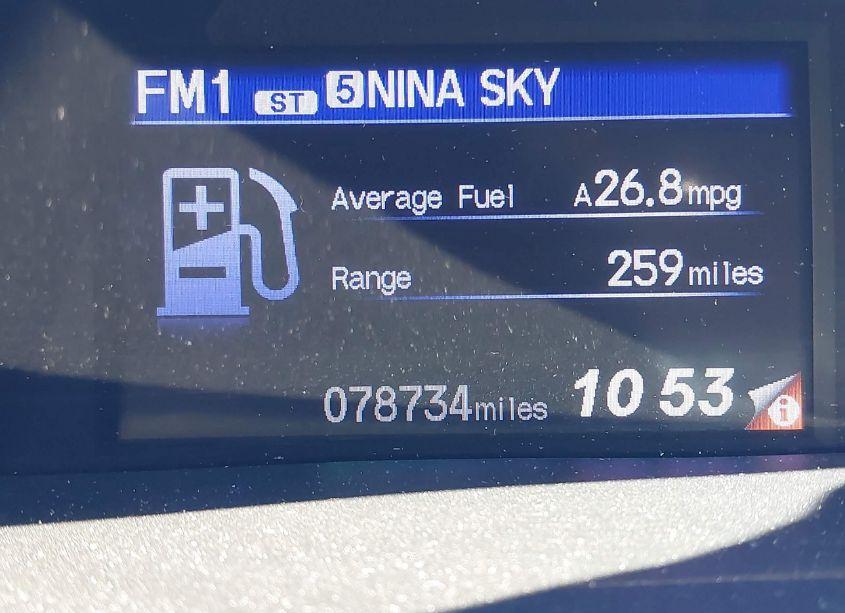 FM1 ST 5 NINA SKY
Average Fuel A26.8mpg
Range 259miles
078734miles 10 53 i